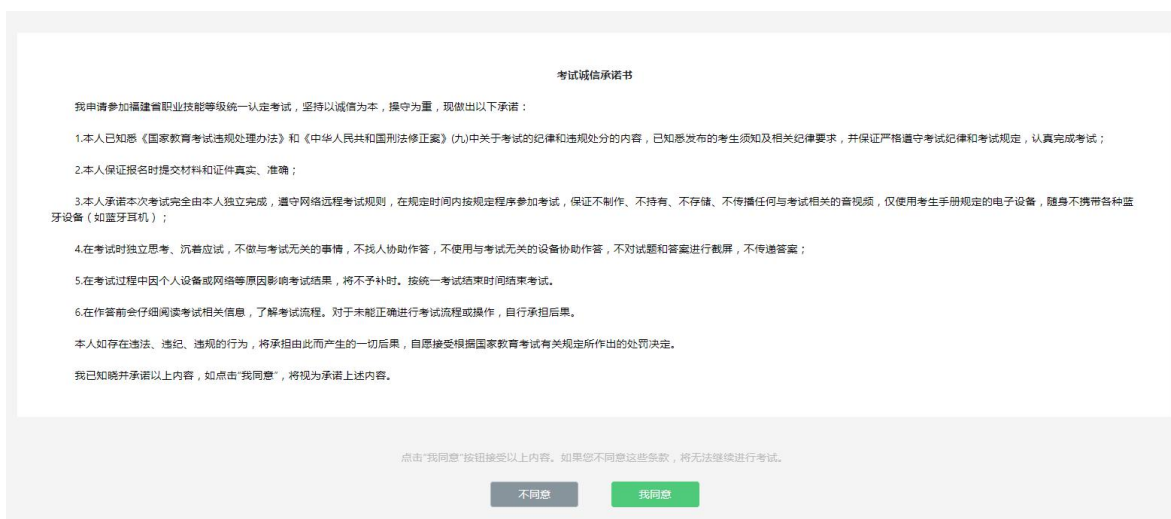 考试诚信承诺书
我申请参加福建省职业技能等级统一认定考试，坚持以诚信为本，操守为重，现做出以下承诺：
1.本人已知悉《国家教育考试违规处理办法》和《中华人民共和国刑法修正案》(九)中关于考试的纪律和违规处分的内容，已知悉发布的考生须知及相关纪律要求，并保证严格遵守考试纪律和考试规定，认真完成考试；
2.本人保证报名时提交材料和证件真实、准确；
3.本人承诺本次考试完全由本人独立完成，遵守网络远程考试规则，在规定时间内按规定程序参加考试，保证不制作、不持有、不存储、不传播任何与考试相关的音视频，仅使用考生手册规定的电子设备，随身不携带各种蓝
牙设备（如蓝牙耳机）；
4.在考试时独立思考、沉着应试，不做与考试无关的事情，不找人协助作答，不使用与考试无关的设备协助作答，不对试题和答案进行截屏，不传递答案；
5.在考试过程中因个人设备或网络等原因影响考试结果，将不予补时。按统一考试结束时间结束考试。
6.在作答前会仔细阅读考试相关信息，了解考试流程。对于未能正确进行考试流程或操作，自行承担后果。
本人如存在违法、违纪、违规的行为，将承担由此而产生的一切后果，自愿接受根据国家教育考试有关规定所作出的处罚决定。
我已知晓并承诺以上内容，如点击"我同意"，将视为承诺上述内容。
点击"我同意"按钮接受以上内容。如果您不同意这些条款，将无法继续进行考试。
不同意 我同意